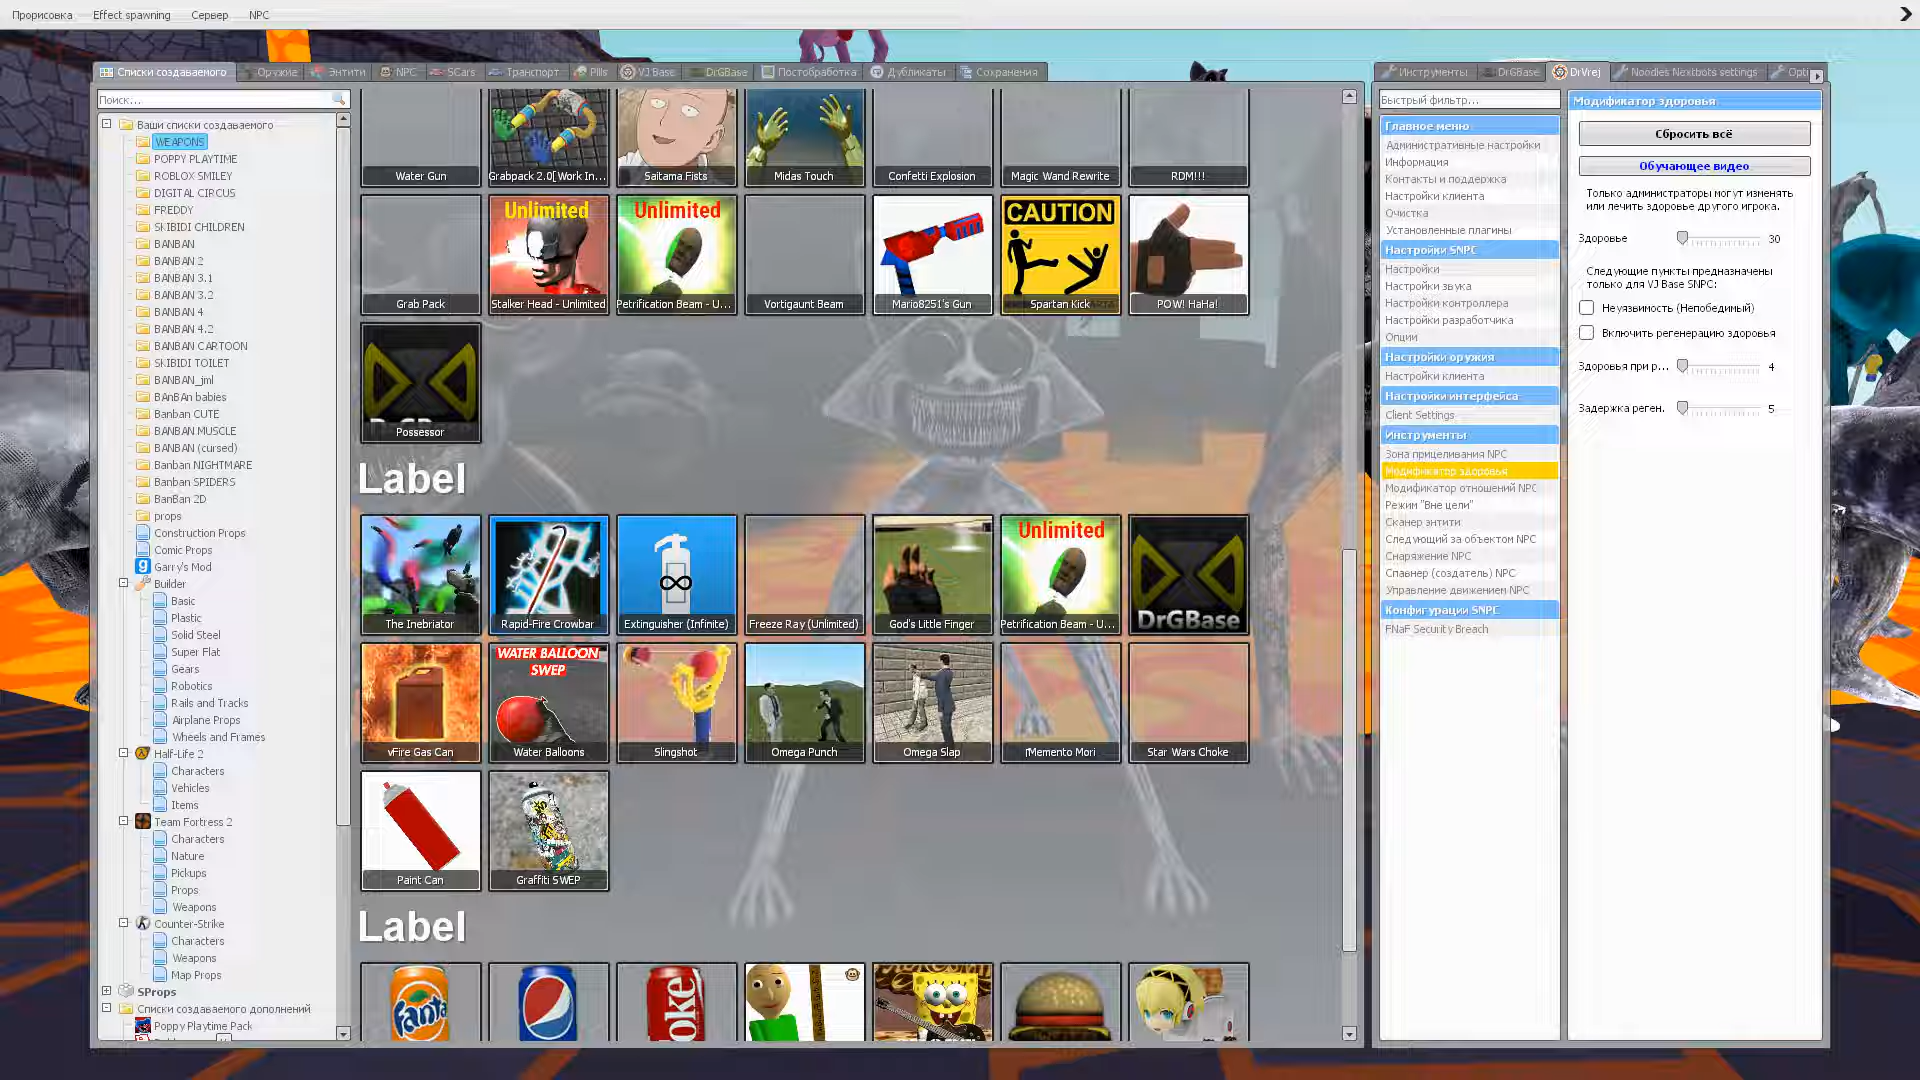 Прорисовка
Effect spawning
Сервер
NPC
Списки создаваемого
Оружие
Энтити
NPC
SCars
Транспорт
Pills
VJ Base
DrGBase
Постобработка
Дубликаты
Сохранения
Поиск...
Ваши списки создаваемого
WEAPONS
POPPY PLAYTIME
ROBLOX SMILEY
DIGITAL CIRCUS
FREDDY
SKIBIDI CHILDREN
BANBAN
BANBAN 2
BANBAN 3.1
BANBAN 3.2
BANBAN 4
BANBAN 4.2
BANBAN CARTOON
SKIBIDI TOILET
BANBAN_jml
BAnBAn babies
Banban CUTE
BANBAN MUSCLE
BANBAN (cursed)
Banban NIGHTMARE
Banban SPIDERS
BanBan 2D
props
Construction Props
Comic Props
Garry's Mod
Builder
Basic
Plastic
Solid Steel
Super Flat
Gears
Robotics
Rails and Tracks
Airplane Props
Wheels and Frames
Half-Life 2
Characters
Vehicles
Items
Team Fortress 2
Characters
Nature
Pickups
Props
Weapons
Counter-Strike
Characters
Weapons
Map Props
SProps
Списки создаваемого дополнений
Poppy Playtime Pack
Water Gun
Grabpack 2.0[Work In...
Saitama Fists
Midas Touch
Confetti Explosion
Magic Wand Rewrite
RDM!!!
Unlimited
Unlimited
CAUTION
Grab Pack
Stalker Head - Unlimited
Petrification Beam - U...
Vortigaunt Beam
Mario8251's Gun
Spartan Kick
POW! HaHa!
DrGBase
Possessor
Label
Unlimited
DrGBase
The Inebriator
Rapid-Fire Crowbar
Extinguisher (Infinite)
Freeze Ray (Unlimited)
God's Little Finger
Petrification Beam - U...
WATER BALLOON
SWEP
vFire Gas Can
Water Balloons
Slingshot
Omega Punch
Omega Slap
Memento Mori
Star Wars Choke
Paint Can
Graffiti SWEP
Label
Fanta
oke
Инструменты
DrGBase
DrVrej
Noodles Nextbots settings
Opti
Быстрый фильтр...
Главное меню
Административные настройки
Информация
Контакты и поддержка
Настройки клиента
Очистка
Установленные плагины
Настройки SNPC
Настройки
Настройки звука
Настройки контроллера
Настройки разработчика
Опции
Настройки оружия
Настройки клиента
Настройки интерфейса
Client Settings
Инструменты
Зона прицеливания NPC
Модификатор здоровья
Модификатор отношений NPC
Режим "Вне цели"
Сканер энтити
Следующий за объектом NPC
Снаряжение NPC
Спавнер (создатель) NPC
Управление движением NPC
Конфигурации SNPC
FNaF Security Breach
Модификатор здоровья
Сбросить всё
Обучающее видео
Только администраторы могут изменять
или лечить здоровье другого игрока.
Здоровье
30
Следующие пункты предназначены
только для VJ Base SNPC:
Неуязвимость (Непобедимый)
Включить регенерацию здоровья
Здоровья при р...
4
Задержка реген.
5